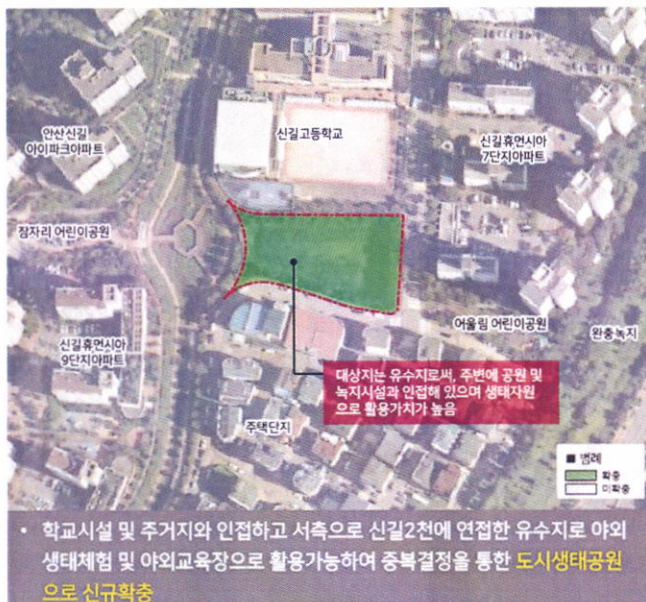 안산신길
아이파크아파트
신길고등학교
신길휴먼시아
7단지아파트
잠자리 어린이공원
어울림 어린이공원
완충녹지
신길휴먼시아
9단지아파트
대상지는 유수지로써, 주변에 공원 및
녹지시설과 인접해 있으며 생태자원
으로 활용가치가 높음
주택단지
■ 범례
확충
미확충
• 학교시설 및 주거지와 인접하고 서측으로 신길2천에 연접한 유수지로 야외
생태체험 및 야외교육장으로 활용가능하여 중복결정을 통한 도시생태공원
으로 신규확충